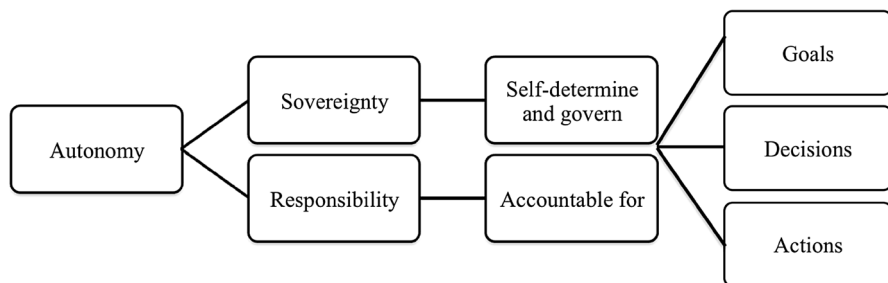 Autonomy
Sovereignty
Responsibility
Self-determine
and govern
Accountable for
Goals
Decisions
Actions